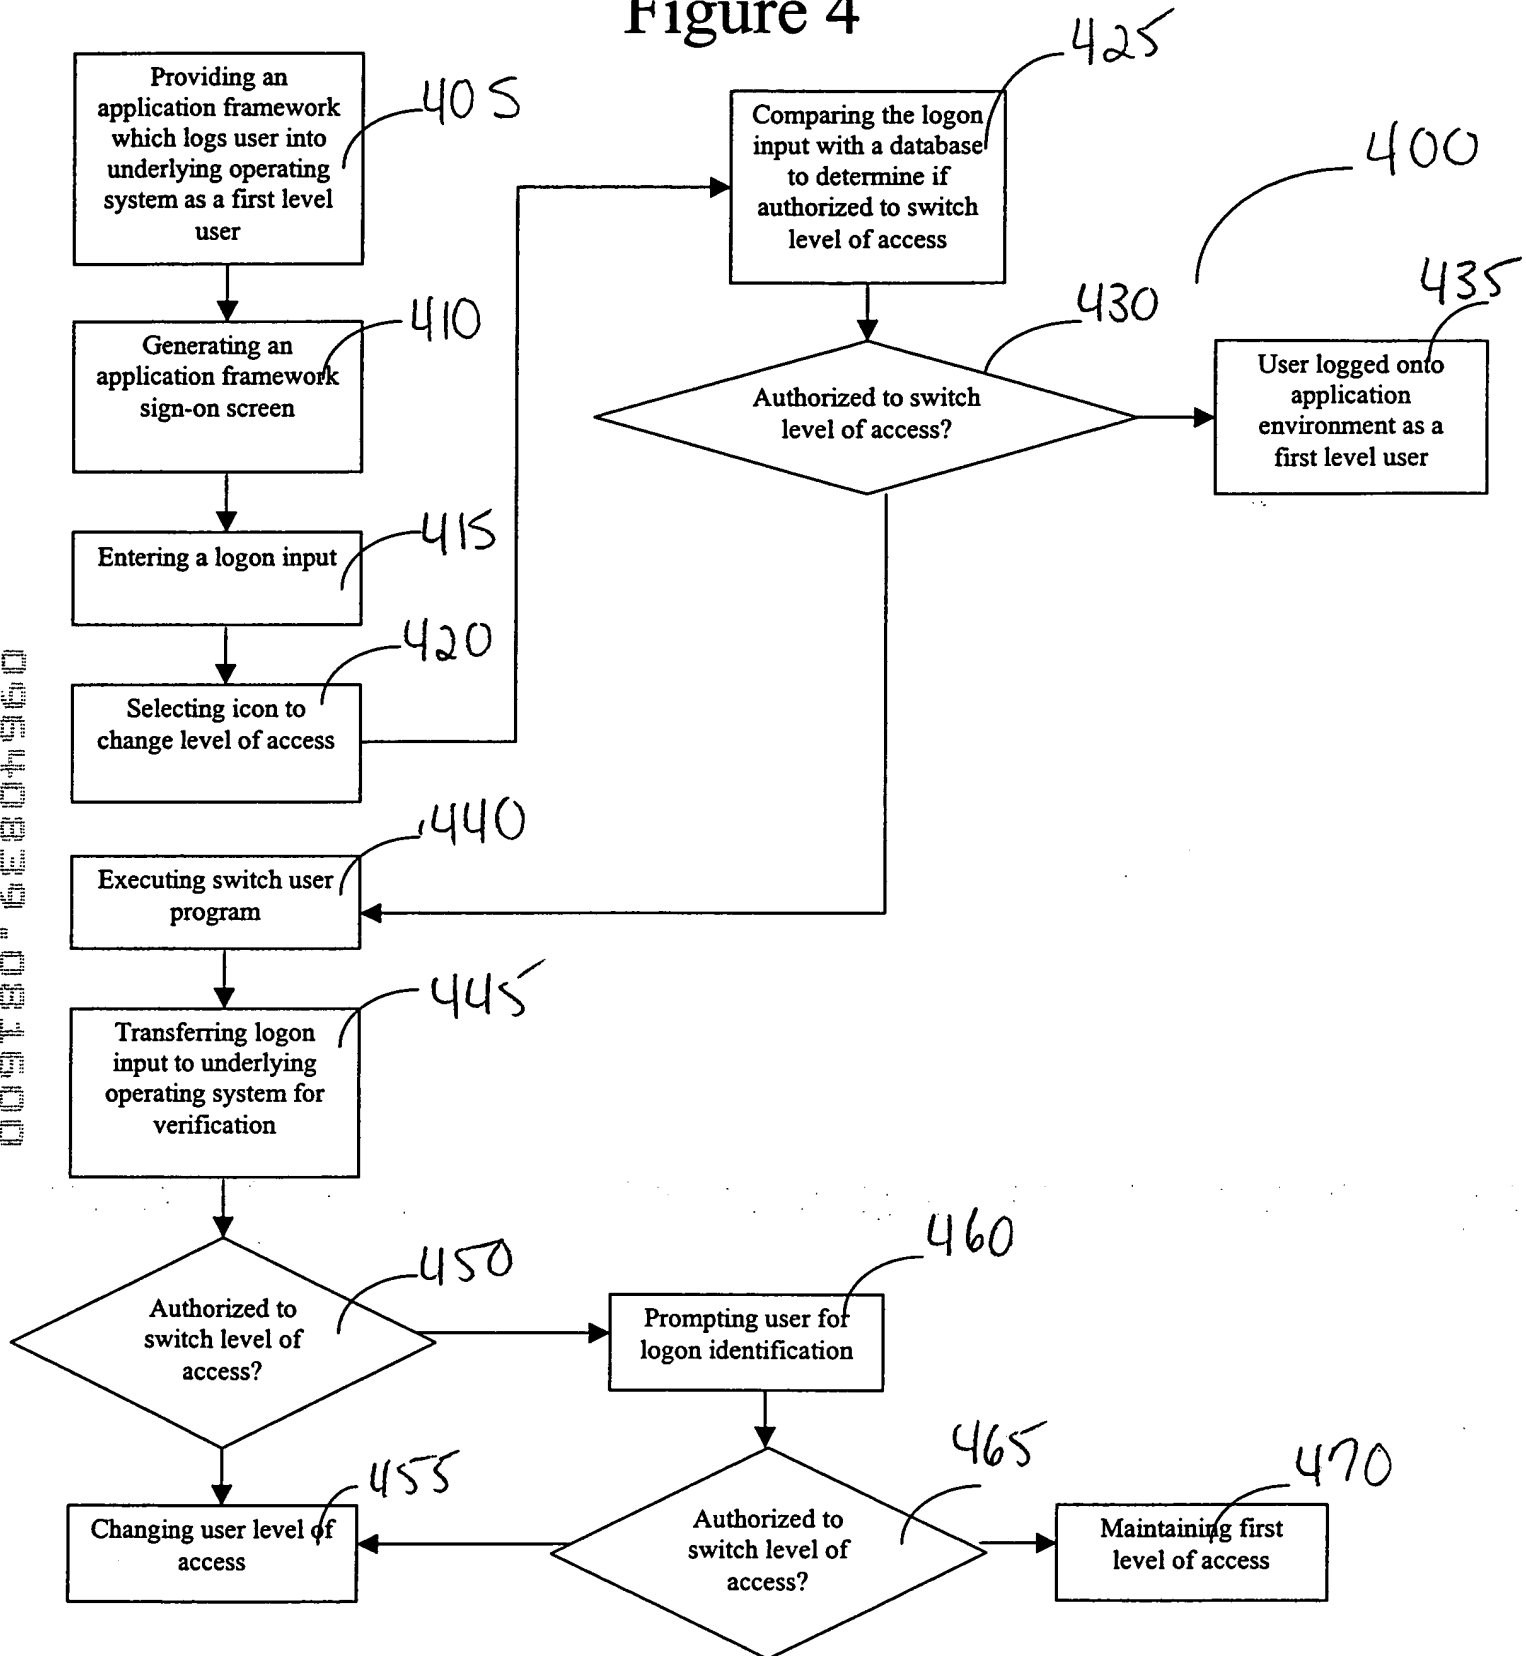 Figure 4
Providing an
application framework
which logs user into
underlying operating
system as a first level
user
405
Generating an
application framework
sign-on screen
410
Entering a logon input
415
Selecting icon to
change level of access
420
Comparing the logon
input with a database
to determine if
authorized to switch
level of access
425
400
Authorized to switch
level of access?
430
User logged onto
application
environment as a
first level user
435
Executing switch user
program
440
Transferring logon
input to underlying
operating system for
verification
445
Authorized to
switch level of
access?
450
Changing user level of
access
455
Prompting user for
logon identification
460
Authorized to
switch level of
access?
465
Maintaining first
level of access
470